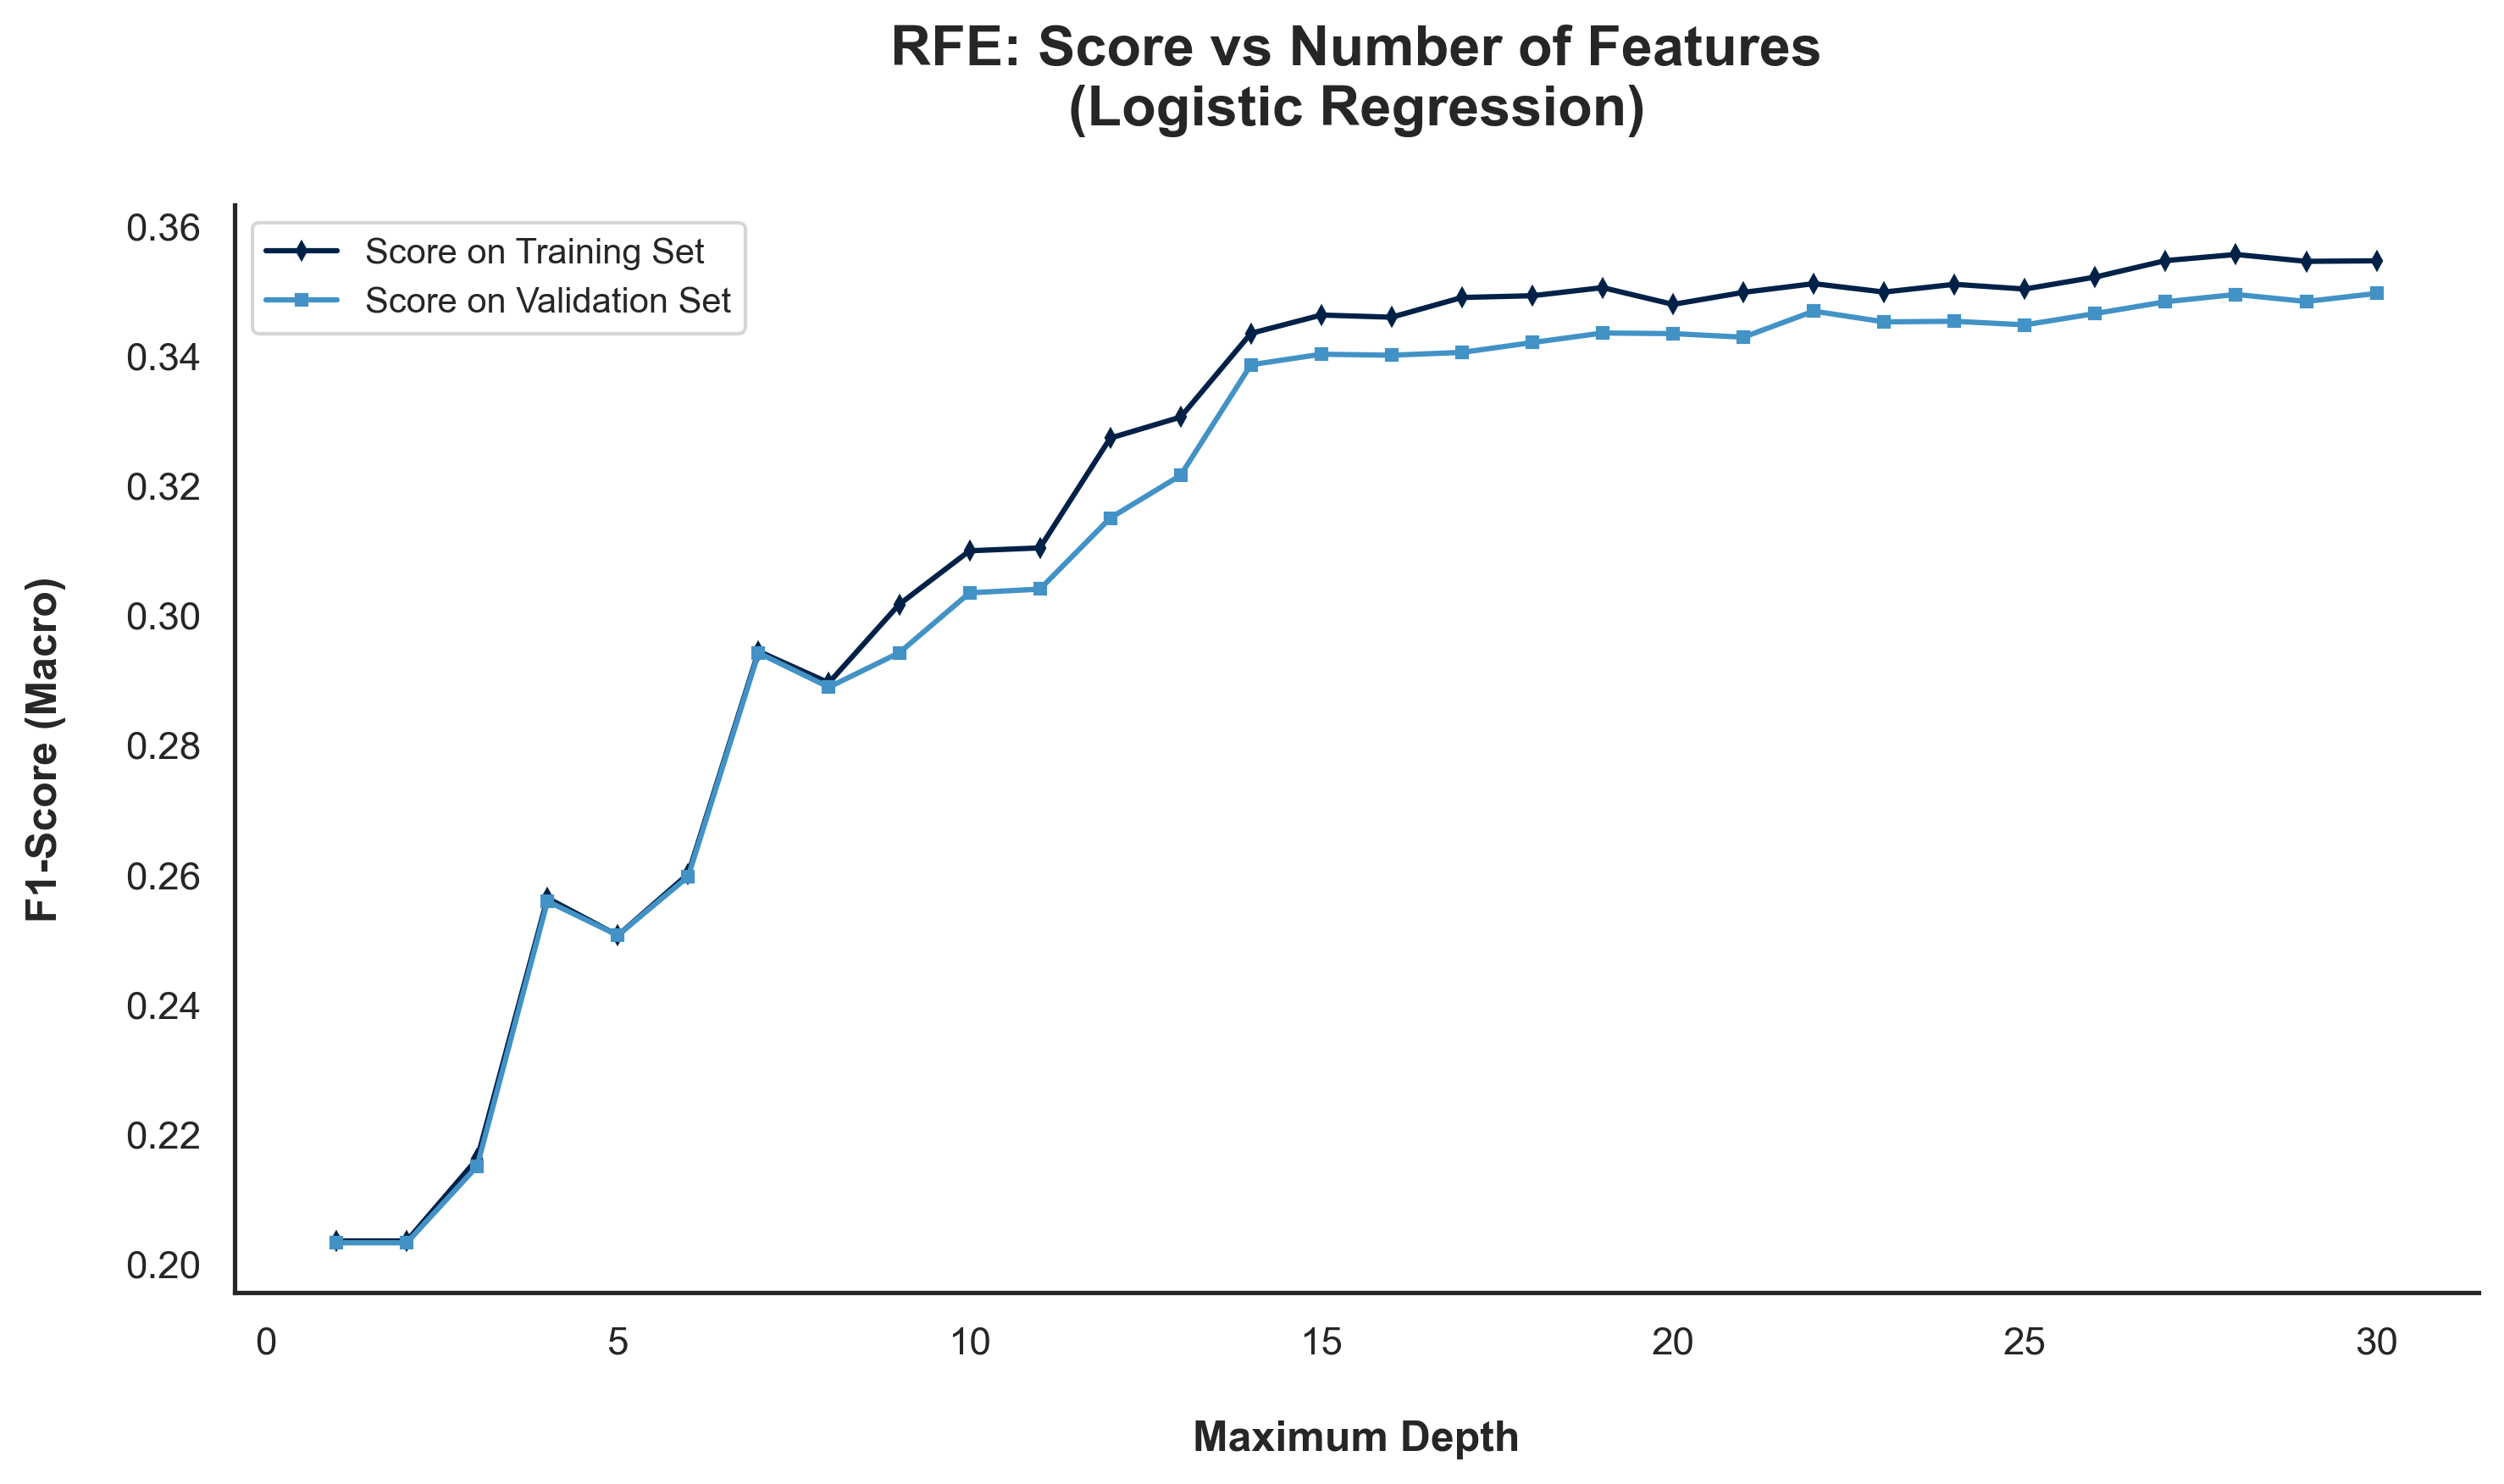 RFE: Score vs Number of Features
(Logistic Regression)
Score on Training Set
Score on Validation Set
F1-Score (Macro)
0.36
0.34
0.32
0.30
0.28
0.26
0.24
0.22
0.20
0 5 10 15 20 25 30
Maximum Depth